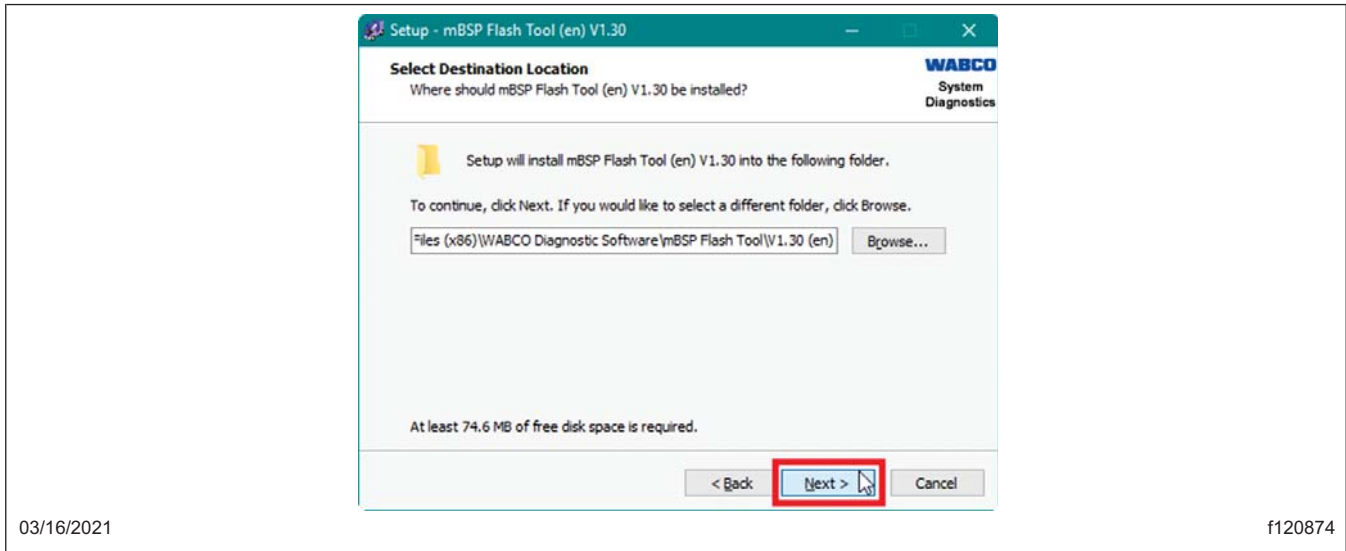 Setup - mBSP Flash Tool (en) V1.30
Select Destination Location
Where should mBSP Flash Tool (en) V1.30 be installed?
WABCO
System
Diagnostics
Setup will install mBSP Flash Tool (en) V1.30 into the following folder.
To continue, click Next. If you would like to select a different folder, click Browse.
Files (x86)\WABCO Diagnostic Software\mBSP Flash Tool\V1.30 (en)
Browse...
At least 74.6 MB of free disk space is required.
< Back
Next >
Cancel
03/16/2021
f120874